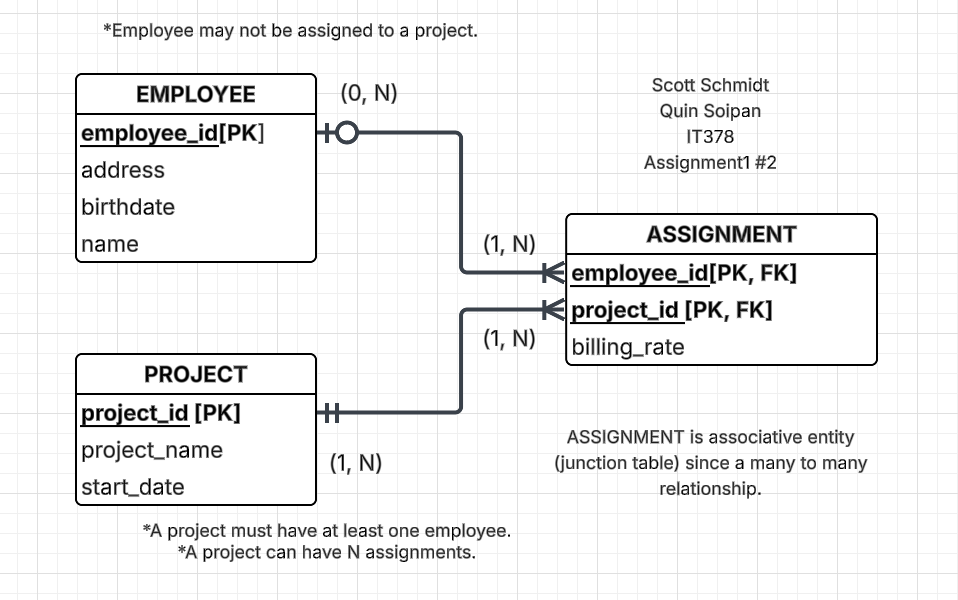 *Employee may not be assigned to a project.
EMPLOYEE
(0, N)
employee_id[PK]
address
birthdate
name
Scott Schmidt
Quin Soipan
IT378
Assignment1 #2
(1, N)
ASSIGNMENT
employee_id[PK, FK]
project_id [PK, FK]
billing_rate
(1, N)
PROJECT
project_id [PK]
project_name
start_date
(1, N)
ASSIGNMENT is associative entity
(junction table) since a many to many
relationship.
*A project must have at least one employee.
*A project can have N assignments.